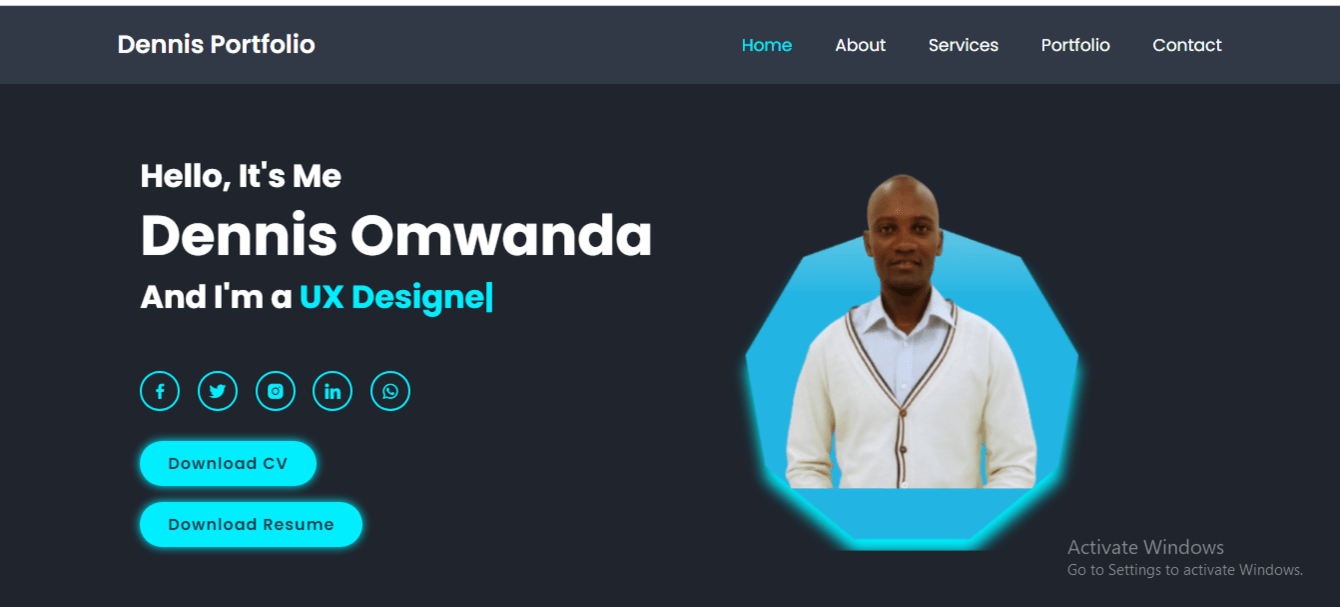 Dennis Portfolio
Home About Services Portfolio Contact
Hello, It's Me
Dennis Omwanda
And I'm a UX Designe|
Download CV
Download Resume
Activate Windows
Go to Settings to activate Windows.